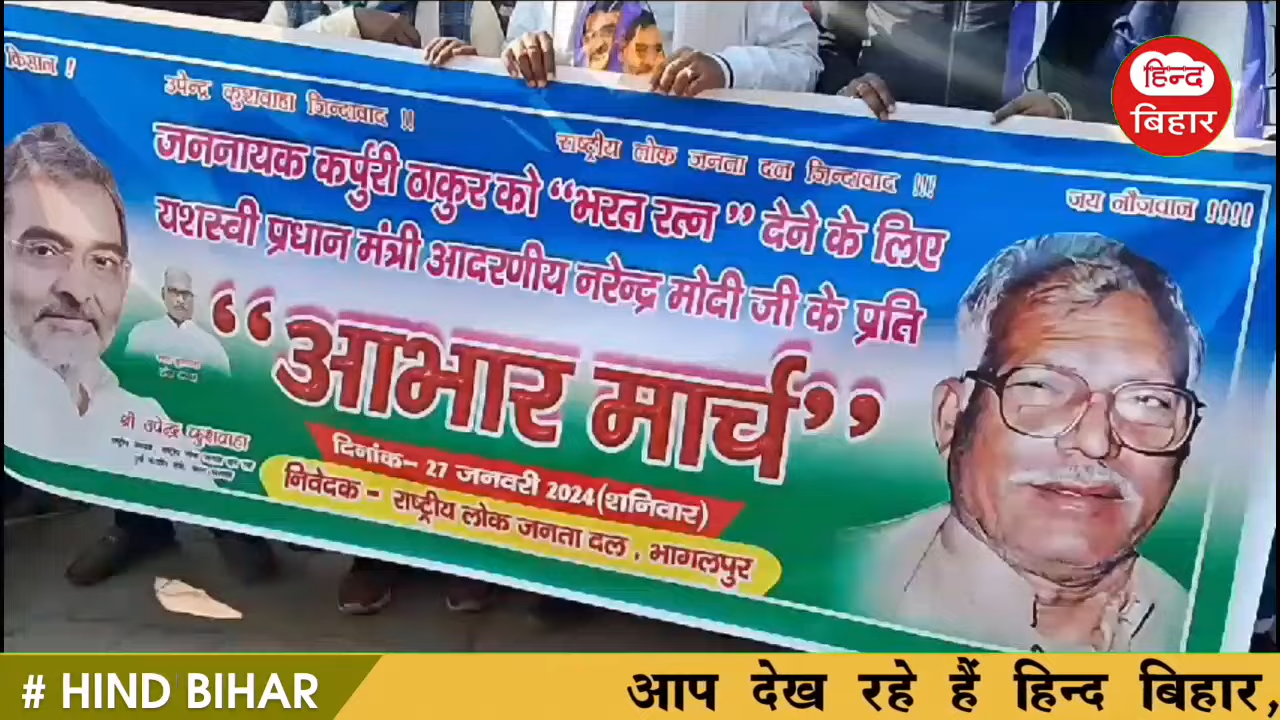 हिन्द
बिहार
किसान !
उपेन्द्र कुशवाहा जिन्दावाद !!
राष्ट्रीय लोक जनता दल जिन्दावाद !!!
जय नौजवान !!!!
जननायक कर्पुरी ठाकुर को “भरत रत्न” देने के लिए
यशस्वी प्रधान मंत्री आदरणीय नरेन्द्र मोदी जी के प्रति
“आभार मार्च”
श्री उपेन्द्र कुशवाहा
दिनांक- 27 जनवरी 2024 (शनिवार)
निवेदक - राष्ट्रीय लोक जनता दल , भागलपुर
# HIND BIHAR
आप देख रहे हैं हिन्द बिहार,